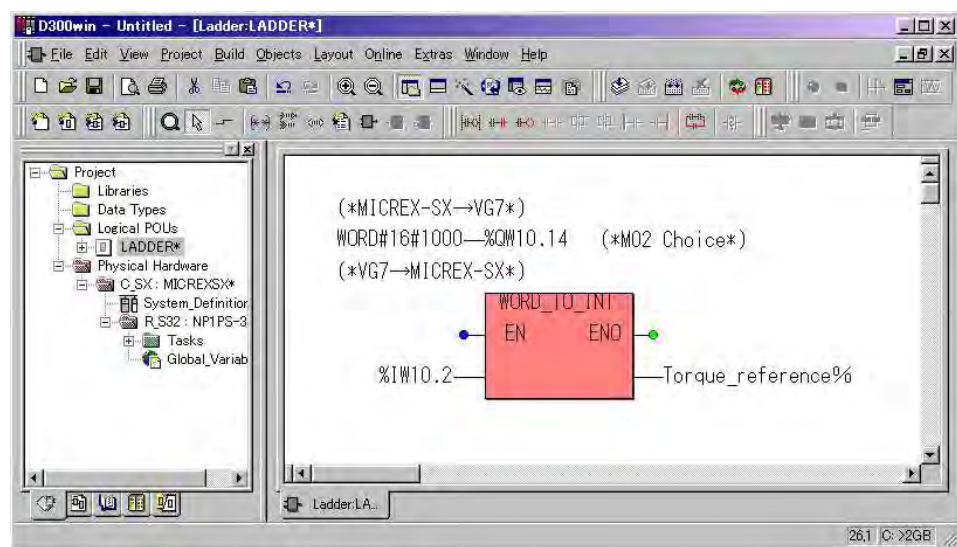 D300win - Untitled - [Ladder:LADDER*]
File Edit View Project Build Objects Layout Online Extras Window Help
Project
Libraries
Data Types
Logical POUs
LADDER*
Physical Hardware
C_SX : MICREXSX*
System_Definition
R_S32 : NP1PS-3
Tasks
Global_Variab
(*MICREX-SX→VG7*)
WORD#16#1000—%QW10.14 (*MO2 Choice*)
(*VG7→MICREX-SX*)
WORD_TO_INT
EN ENO
%IW10.2 Torque_reference%
Ladder:LA...
26,1 C: >2GB